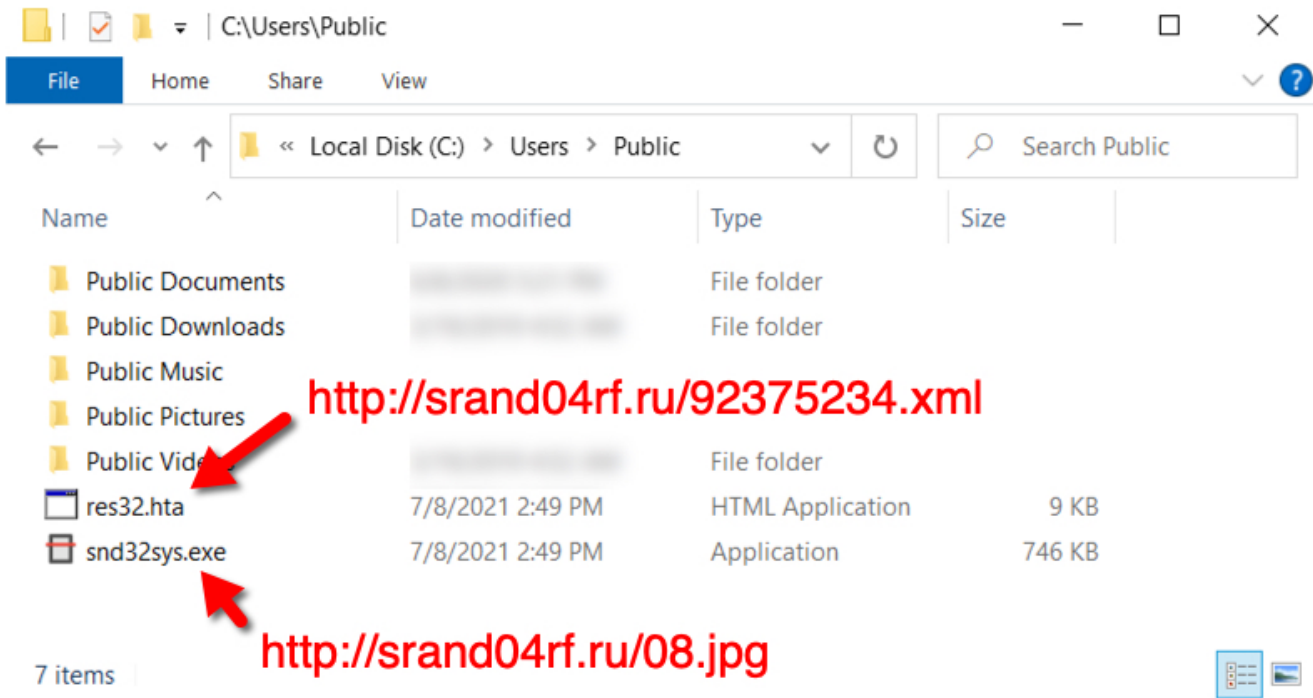 C:\Users\Public
File Home Share View ?
« Local Disk (C:) > Users > Public Search Public
Name Date modified Type Size
Public Documents File folder
Public Downloads File folder
Public Music
http://srand04rf.ru/92375234.xml
Public Pictures
Public Videos File folder
res32.hta 7/8/2021 2:49 PM HTML Application 9 KB
snd32sys.exe 7/8/2021 2:49 PM Application 746 KB
http://srand04rf.ru/08.jpg
7 items